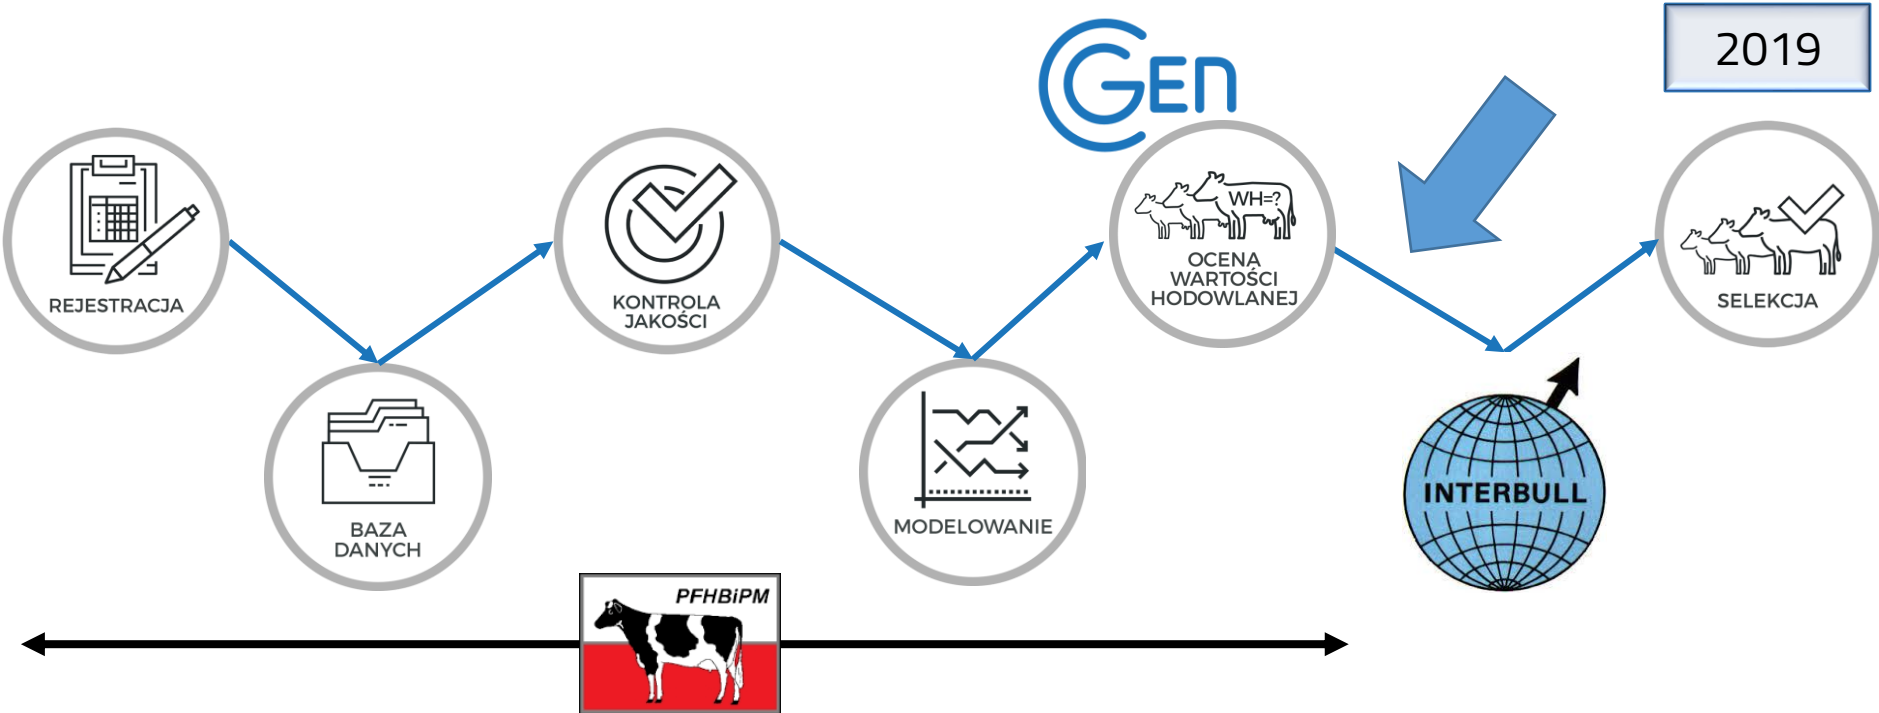 2019
GEN
REJESTRACJA
BAZA
DANYCH
KONTROLA
JAKOŚCI
MODELOWANIE
WH=?
OCENA
WARTOŚCI
HODOWLANEJ
INTERBULL
SELEKCJA
PFHBiPM